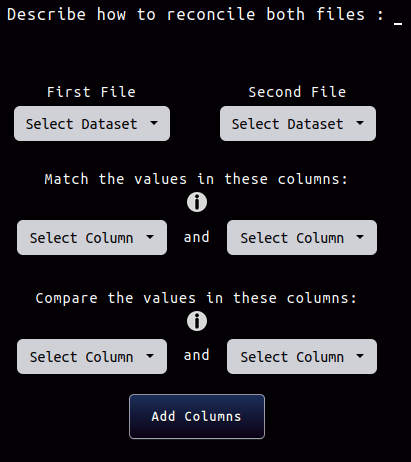 Describe how to reconcile both files : _
First File Second File
Select Dataset Select Dataset
Match the values in these columns:
i
Select Column and Select Column
Compare the values in these columns:
i
Select Column and Select Column
Add Columns